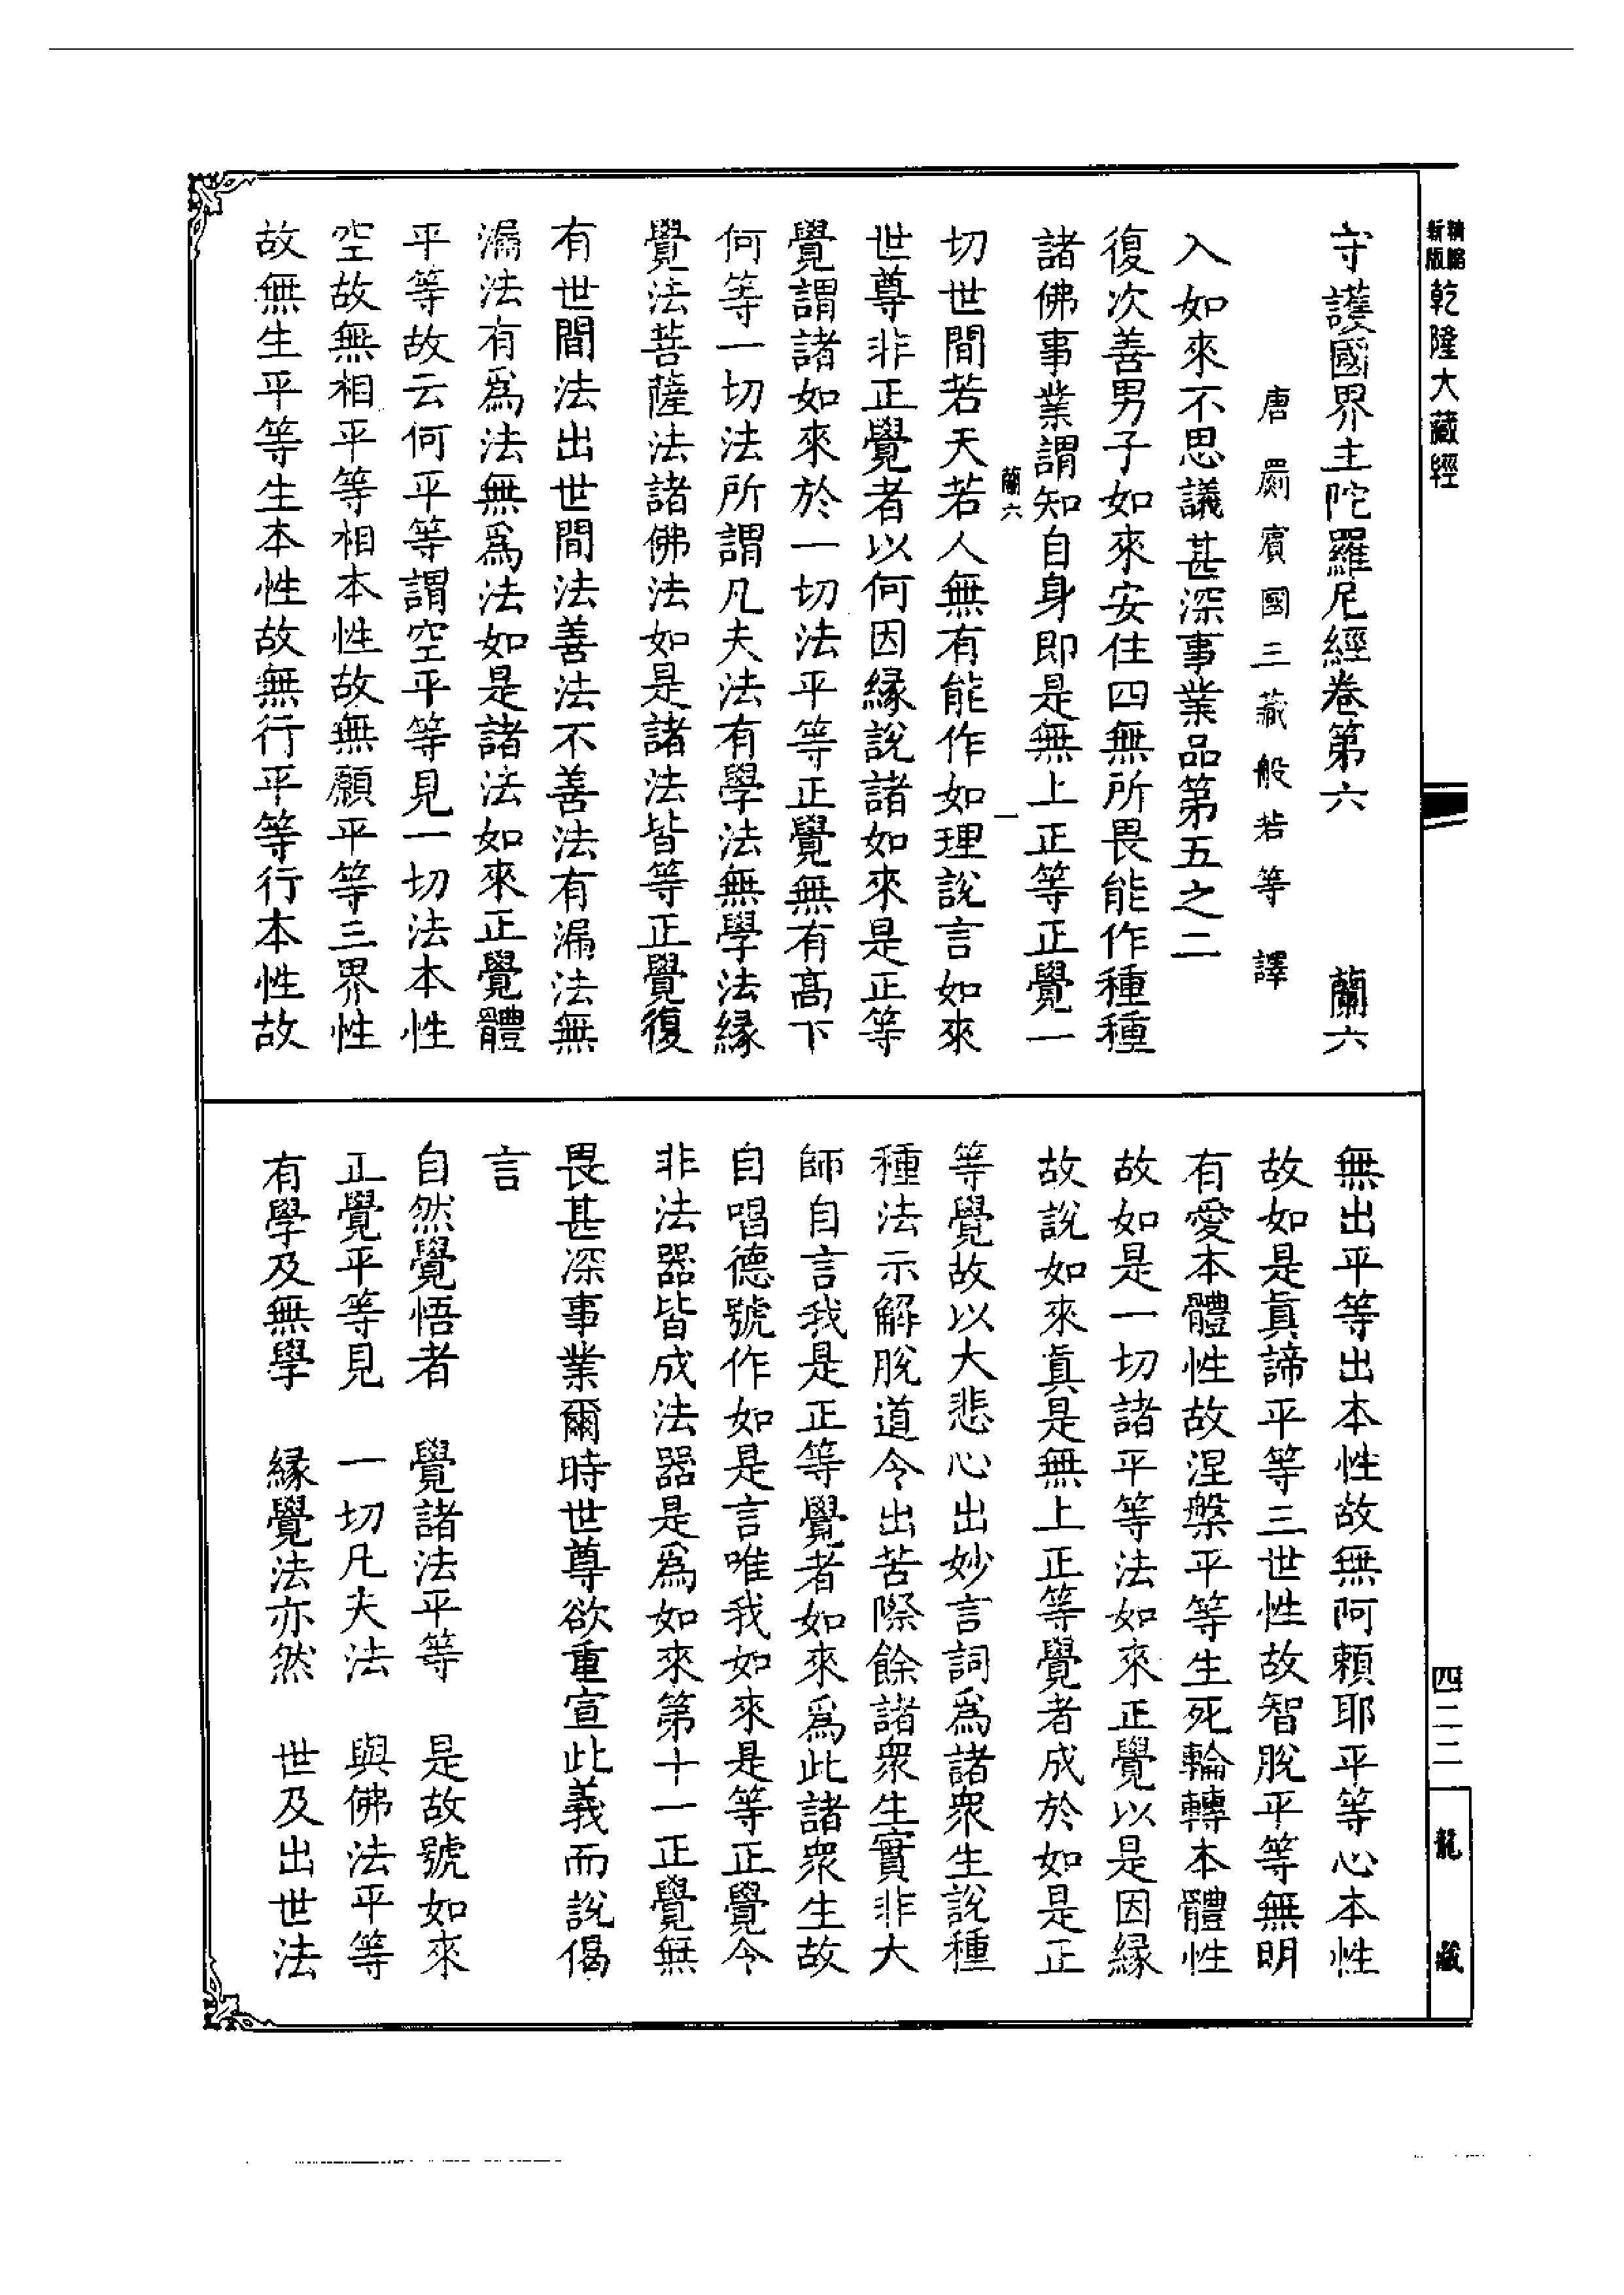 精縮新版乾隆大藏經
守護國界主陀羅尼經卷第六 蘭六
唐罽賓國三藏般若等 譯
入如來不思議甚深事業品第五之二
復次善男子如來安住四無所畏能作種種
諸佛事業謂知自身即是無上正等正覺一
蘭六 一
切世間若天若人無有能作如理說言如來
世尊非正覺者以何因緣說諸如來是正等
覺謂諸如來於一切法平等正覺無有高下
何等一切法所謂凡夫法有學法無學法緣
覺法菩薩法諸佛法如是諸法皆等正覺復
有世間法出世間法善法不善法有漏法無
漏法有爲法無爲法如是諸法如來正覺體
平等故云何平等謂空平等見一切法本性
空故無相平等相本性故無願平等三界性
故無生平等生本性故無行平等行本性故
無出平等出本性故無阿賴耶平等心本性
故如是眞諦平等三世性故智脫平等無明
有愛本體性故涅槃平等生死輪轉本體性
故如是一切諸平等法如來正覺以是因緣
故說如來眞是無上正等覺者成於如是正
等覺故以大悲心出妙言詞爲諸衆生說種
種法示解脫道令出苦際餘諸衆生實非大
師自言我是正等覺者如來爲此諸衆生故
自唱德號作如是言唯我如來是等正覺令
非法器皆成法器是爲如來第十一正覺無
畏甚深事業爾時世尊欲重宣此義而說偈
言
自然覺悟者 覺諸法平等 是故號如來
正覺平等見 一切凡夫法 與佛法平等
有學及無學 緣覺法亦然 世及出世法
四二二
龍藏